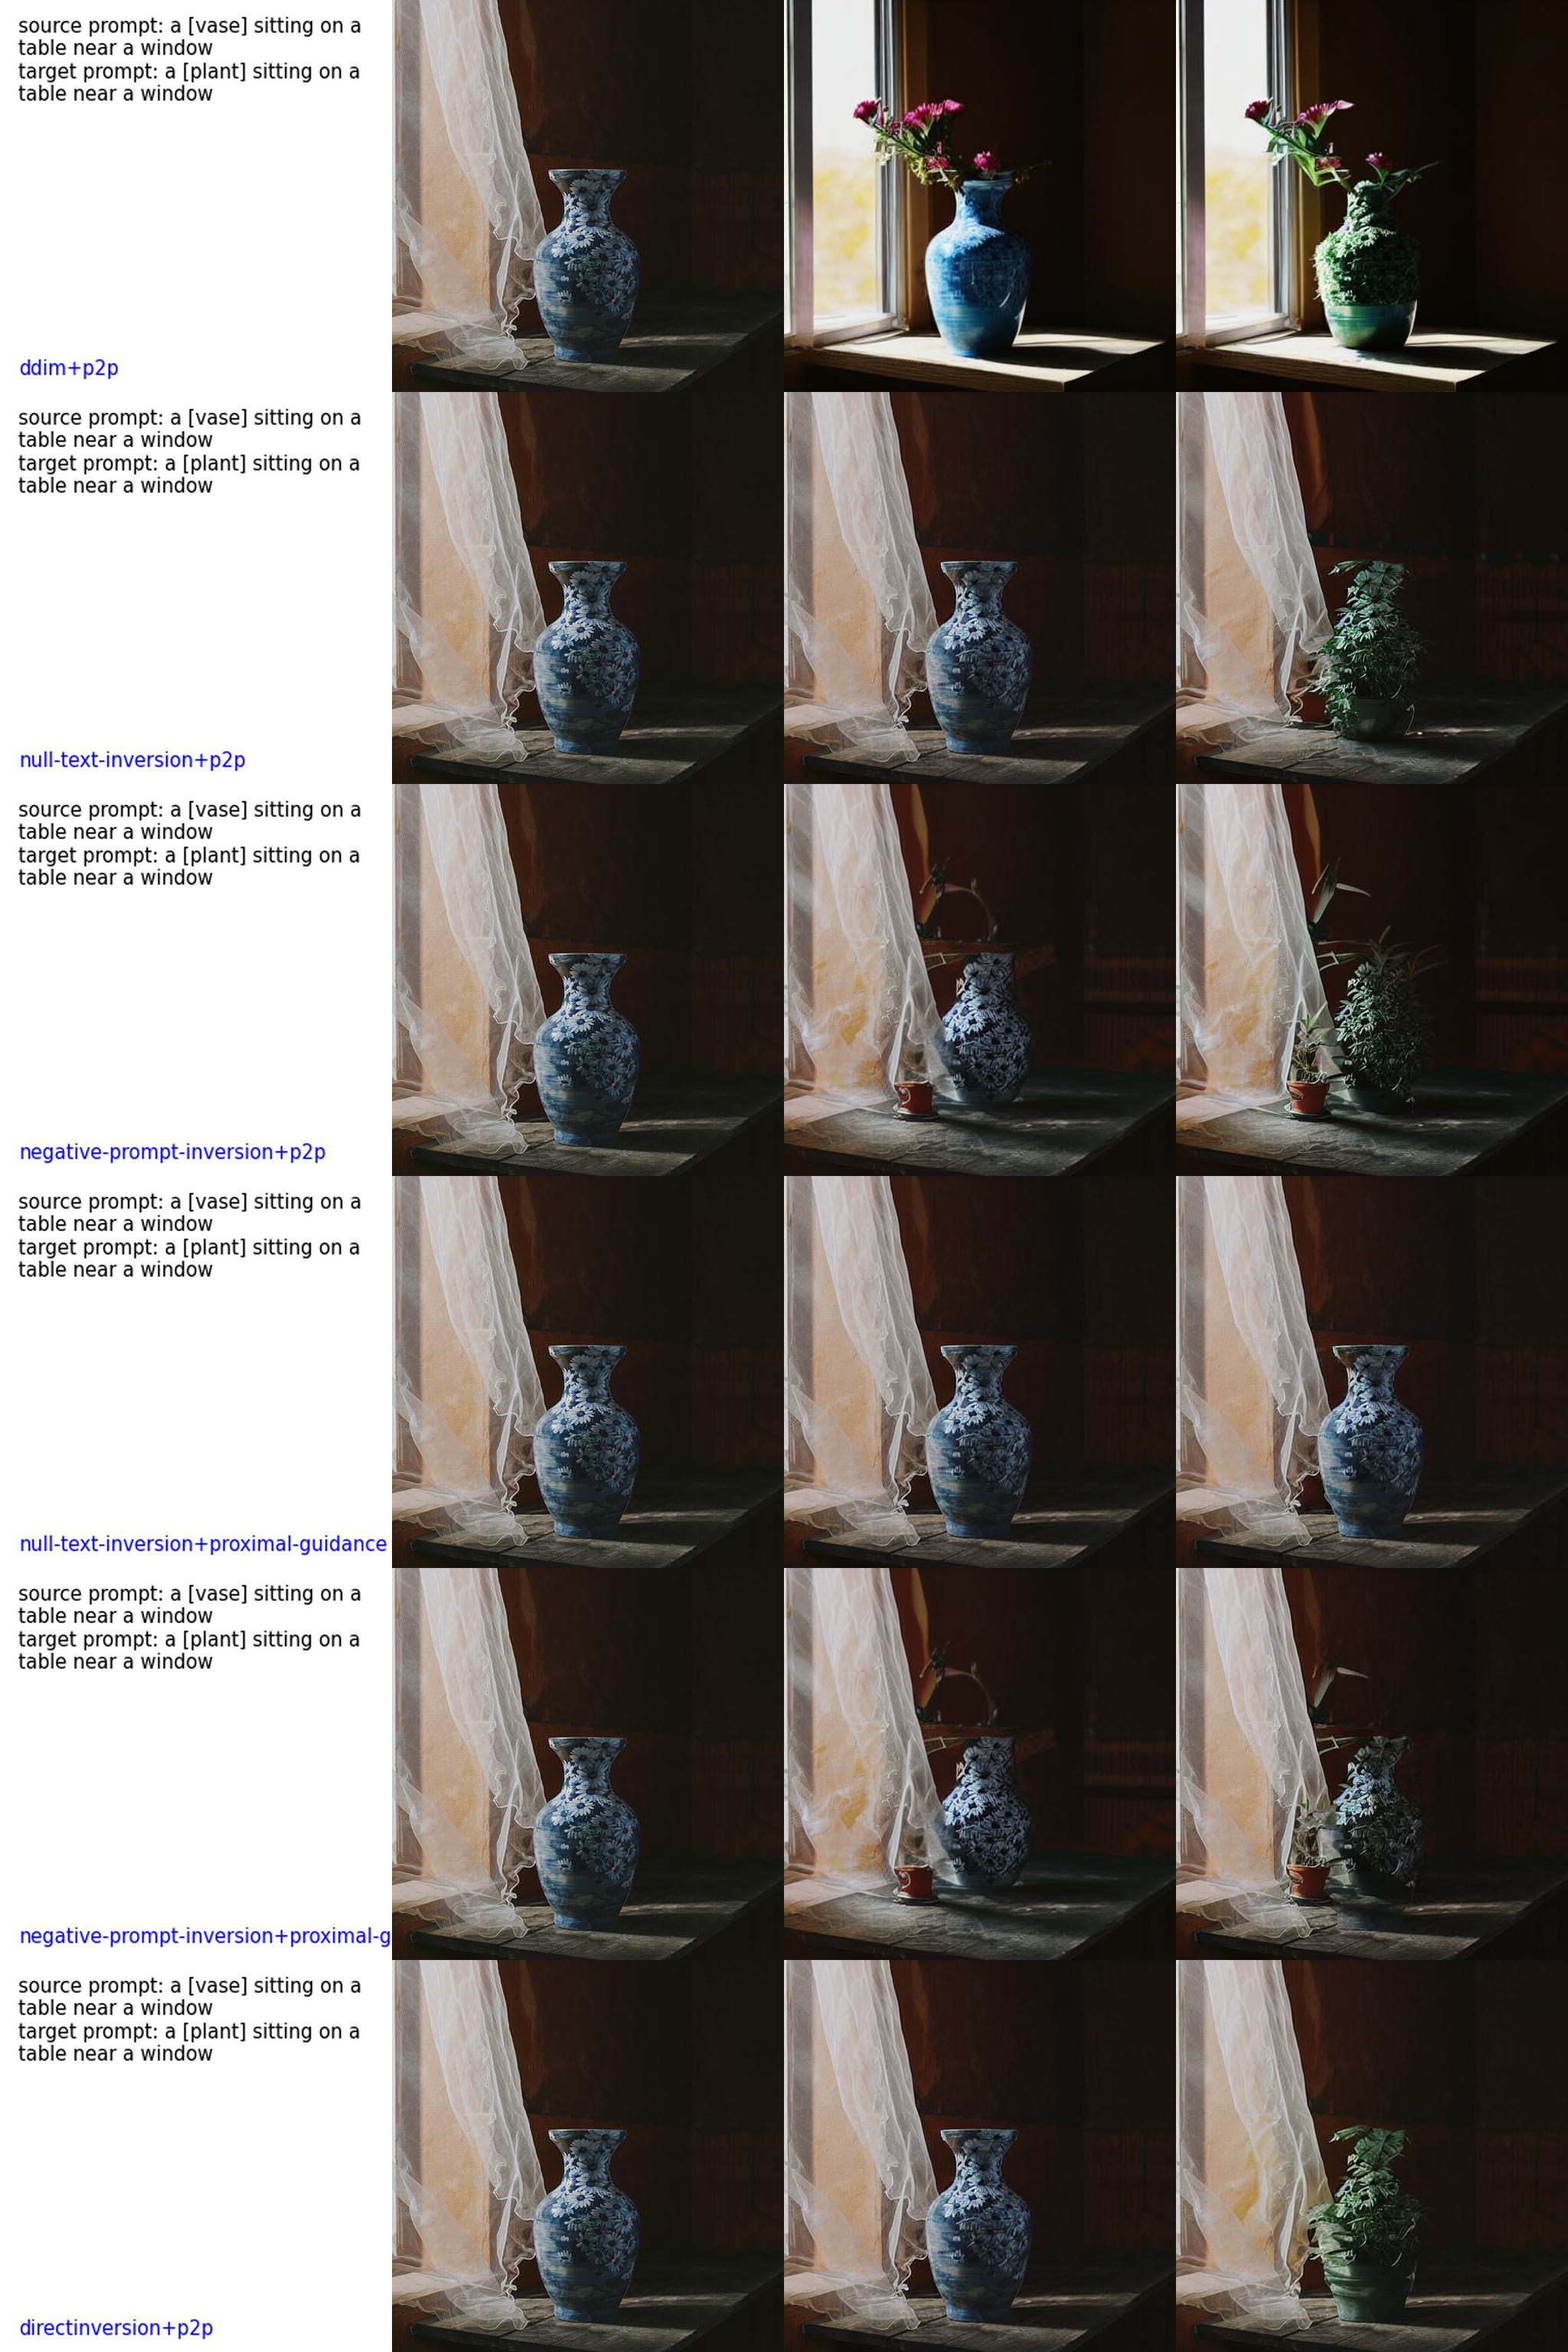 source prompt: a [vase] sitting on a
table near a window
target prompt: a [plant] sitting on a
table near a window
ddim+p2p
source prompt: a [vase] sitting on a
table near a window
target prompt: a [plant] sitting on a
table near a window
null-text-inversion+p2p
source prompt: a [vase] sitting on a
table near a window
target prompt: a [plant] sitting on a
table near a window
negative-prompt-inversion+p2p
source prompt: a [vase] sitting on a
table near a window
target prompt: a [plant] sitting on a
table near a window
null-text-inversion+proximal-guidance
source prompt: a [vase] sitting on a
table near a window
target prompt: a [plant] sitting on a
table near a window
negative-prompt-inversion+proximal-g
source prompt: a [vase] sitting on a
table near a window
target prompt: a [plant] sitting on a
table near a window
directinversion+p2p